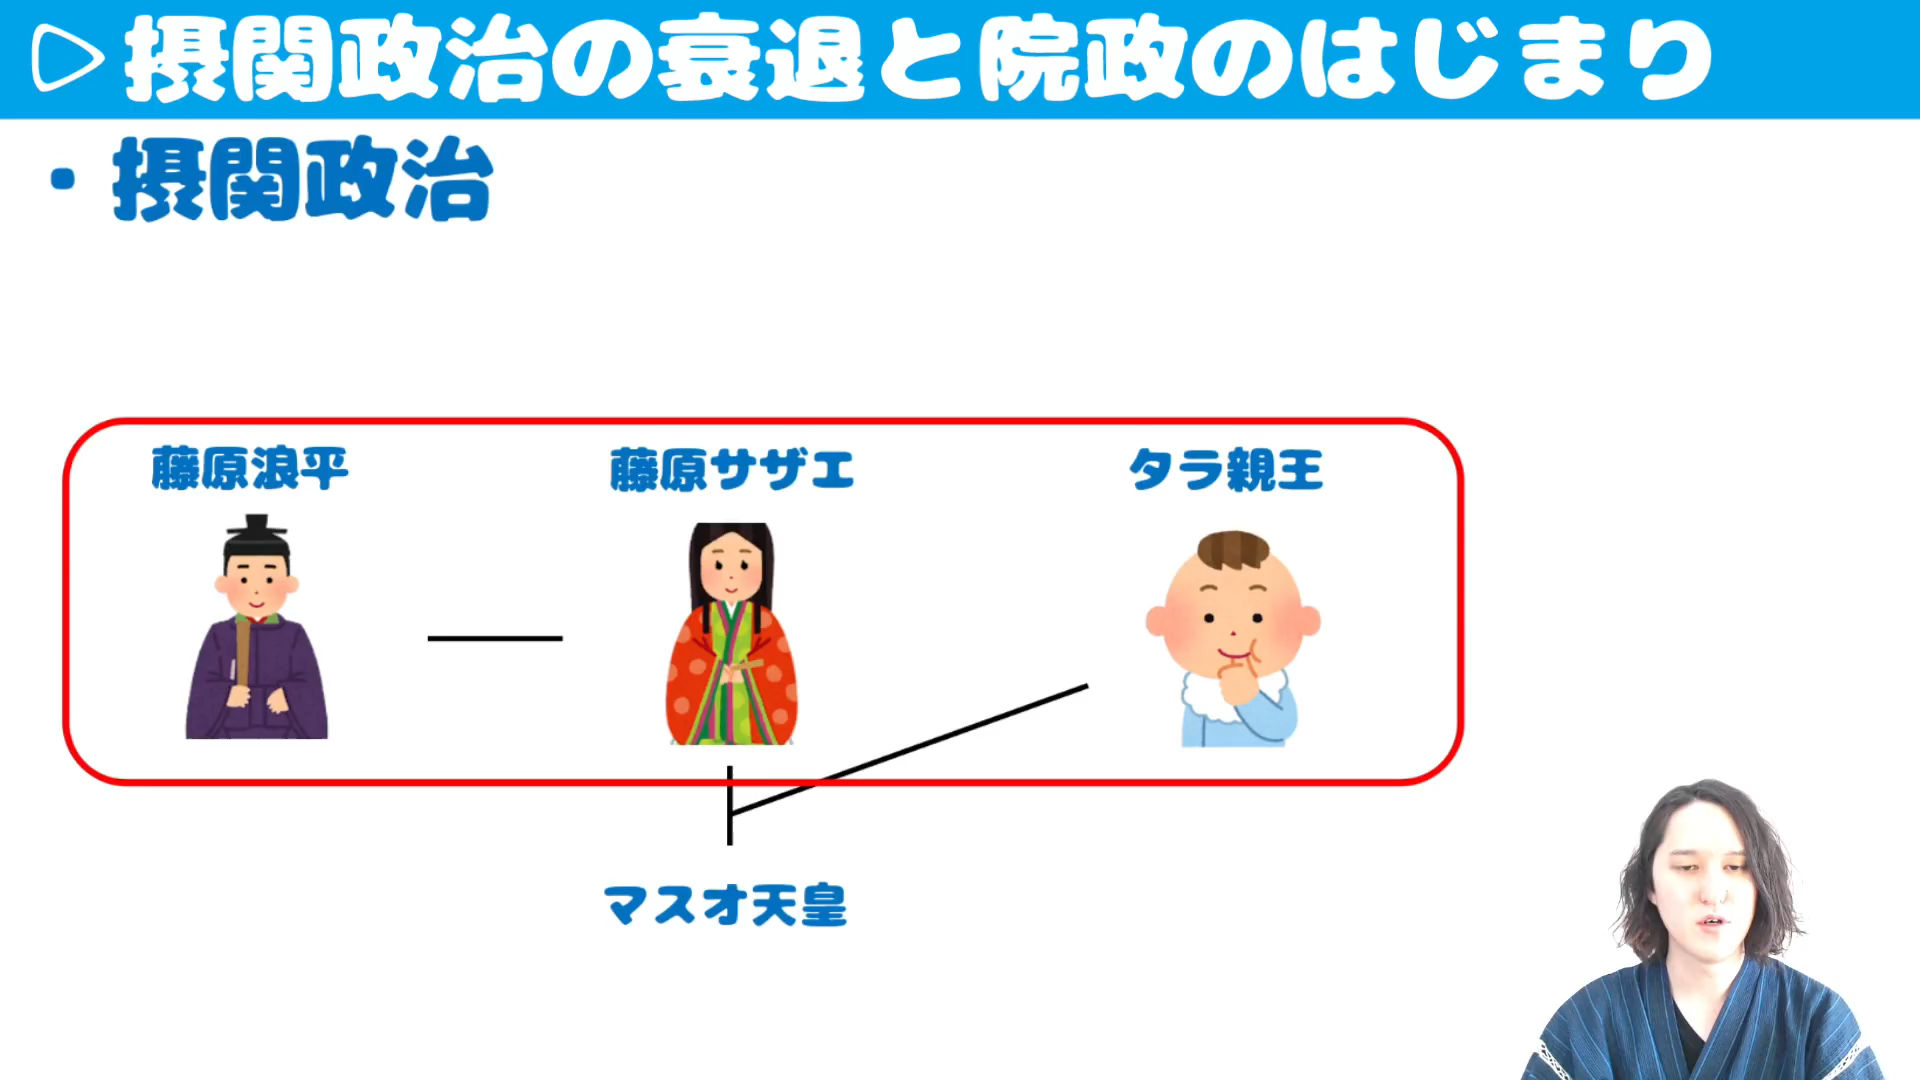 摂関政治の衰退と院政のはじまり
・摂関政治
藤原浪平
藤原サザエ
タラ親王
マスオ天皇